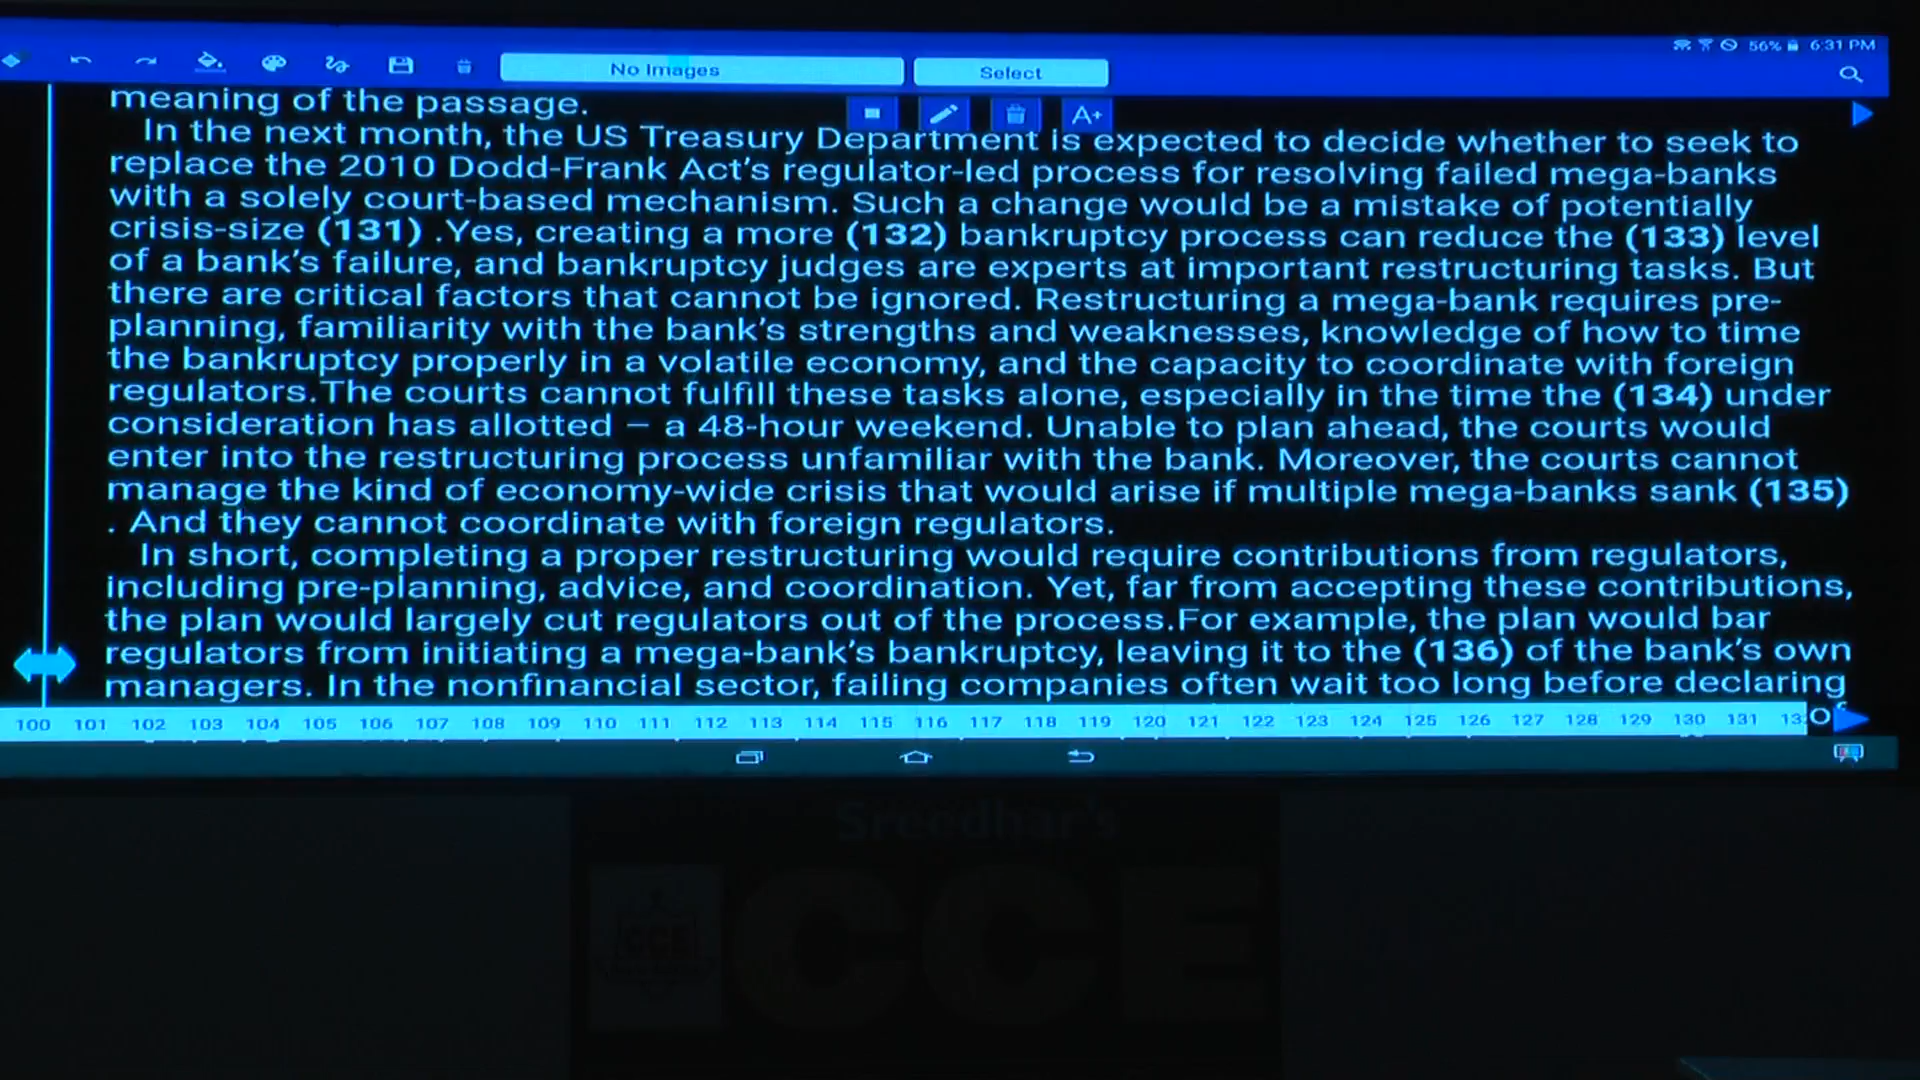 56% 6:31 PM
No Images
Select
A+
meaning of the passage.
In the next month, the US Treasury Department is expected to decide whether to seek to
replace the 2010 Dodd-Frank Act's regulator-led process for resolving failed mega-banks
with a solely court-based mechanism. Such a change would be a mistake of potentially
crisis-size (131) .Yes, creating a more (132) bankruptcy process can reduce the (133) level
of a bank's failure, and bankruptcy judges are experts at important restructuring tasks. But
there are critical factors that cannot be ignored. Restructuring a mega-bank requires pre-
planning, familiarity with the bank's strengths and weaknesses, knowledge of how to time
the bankruptcy properly in a volatile economy, and the capacity to coordinate with foreign
regulators.The courts cannot fulfill these tasks alone, especially in the time the (134) under
consideration has allotted – a 48-hour weekend. Unable to plan ahead, the courts would
enter into the restructuring process unfamiliar with the bank. Moreover, the courts cannot
manage the kind of economy-wide crisis that would arise if multiple mega-banks sank (135)
. And they cannot coordinate with foreign regulators.
In short, completing a proper restructuring would require contributions from regulators,
including pre-planning, advice, and coordination. Yet, far from accepting these contributions,
the plan would largely cut regulators out of the process.For example, the plan would bar
regulators from initiating a mega-bank's bankruptcy, leaving it to the (136) of the bank's own
managers. In the nonfinancial sector, failing companies often wait too long before declaring
100 101 102 103 104 105 106 107 108 109 110 111 112 113 114 115 116 117 118 119 120 121 122 123 124 125 126 127 128 129 130 131
Sreedhar's
CCE
CCE